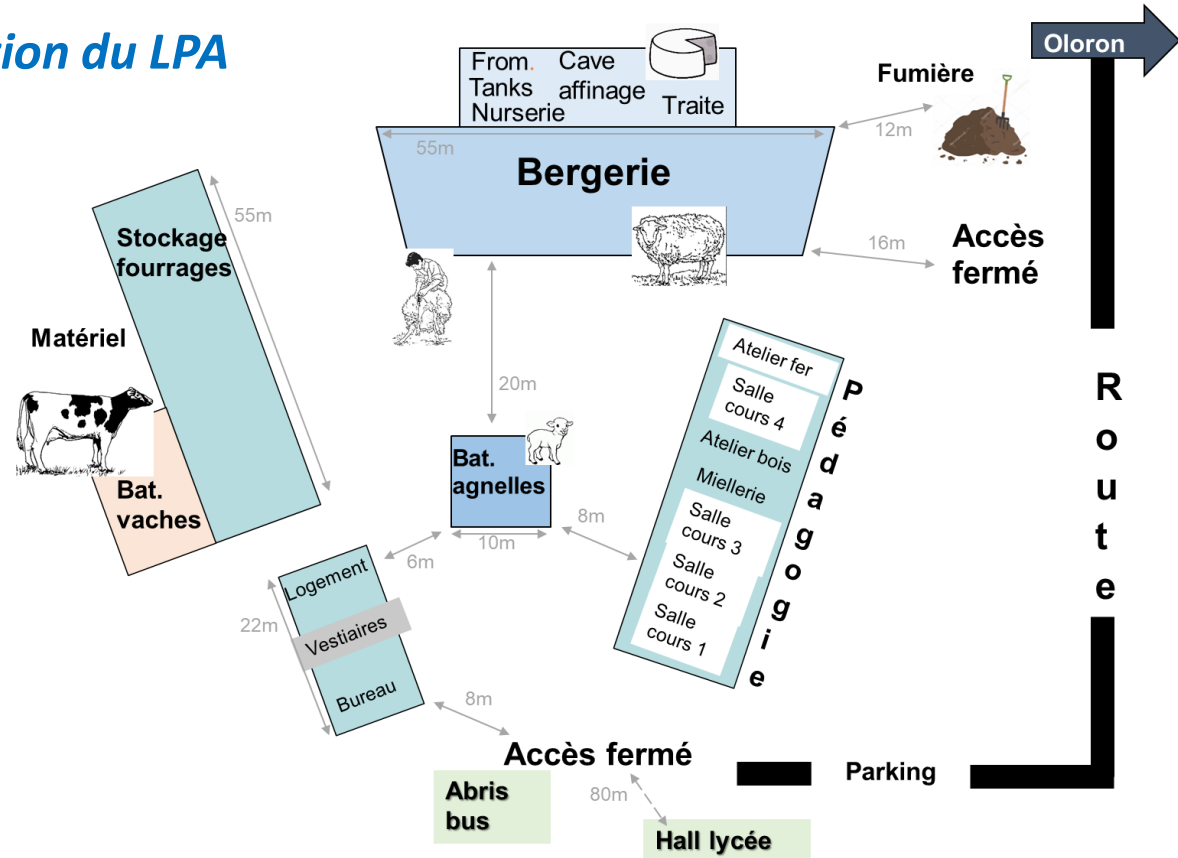 tion du LPA
Oloron
From. Cave
Tanks affinage
Nurserie Traite
Fumière
12m
55m
Bergerie
Stockage
fourrages
55m
16m
Accès
fermé
Matériel
20m
Atelier fer
Salle
cours 4
Atelier bois
Miellerie
Salle
cours 3
Salle
cours 2
Salle
cours 1
Pédagogie
Route
Bat.
agnelles
10m
8m
6m
Bat.
vaches
Logement
22m
Vestiaires
Bureau
8m
Accès fermé
Parking
Abris
bus
80m
Hall lycée